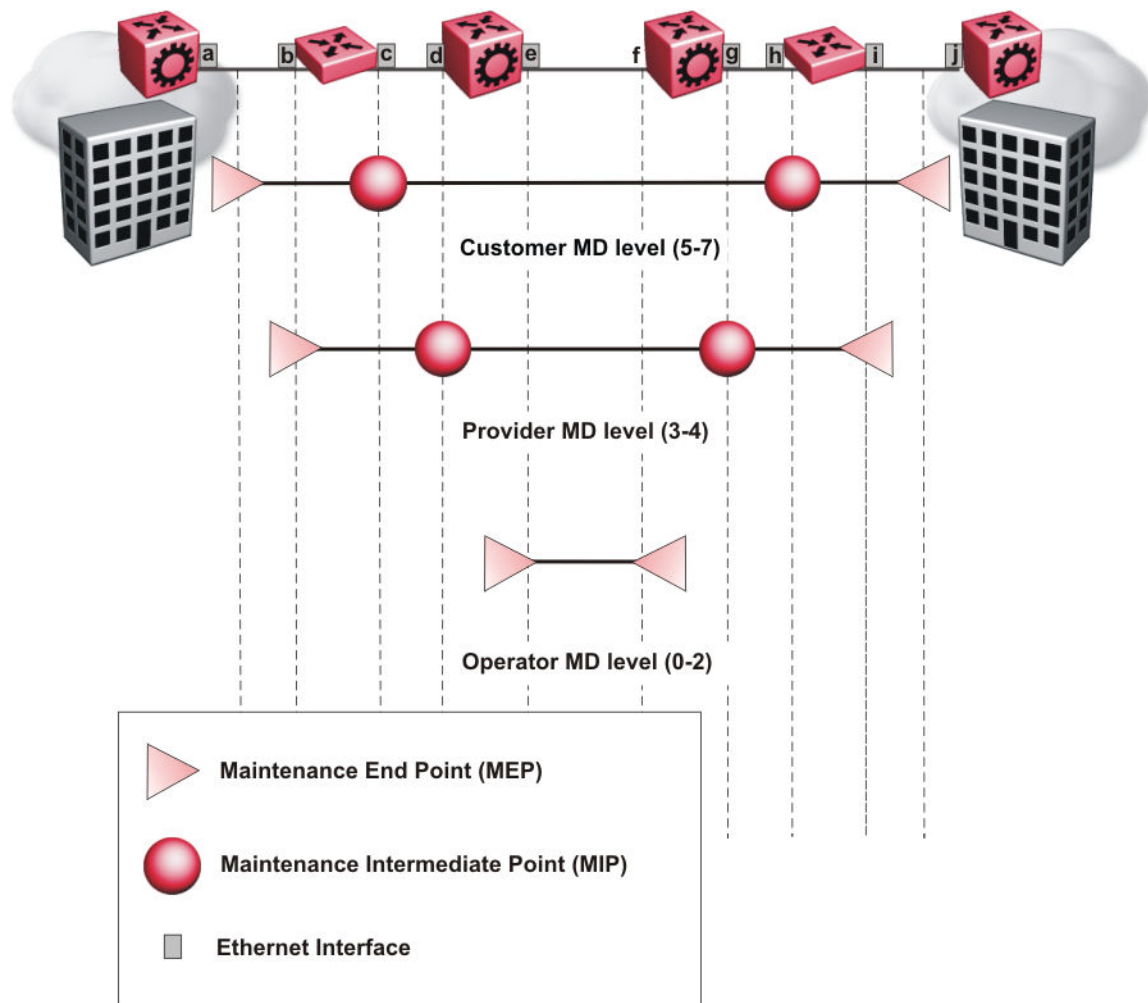 a b c d e f g h i j
Customer MD level (5-7)
Provider MD level (3-4)
Operator MD level (0-2)
Maintenance End Point (MEP)
Maintenance Intermediate Point (MIP)
Ethernet Interface